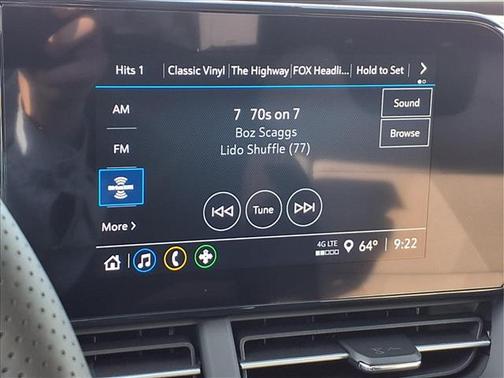 Hits 1 Classic Vinyl The Highway FOX Headli... Hold to Set
AM 7 70s on 7 Sound
Boz Scaggs Browse
FM Lido Shuffle (77)
SiriusXM
Tune
More
4G LTE 64° 9:22